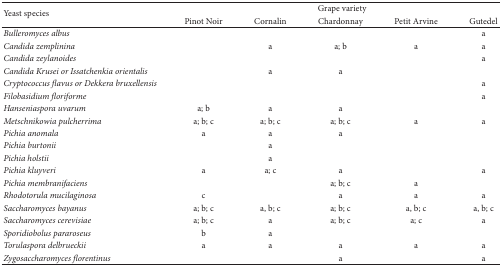 Yeast species Grape variety
Pinot Noir Cornalin Chardonnay Petit Arvine Gutedel
Bulleromyces albus a
Candida zemplinina a a; b a a
Candida zeylanoides a
Candida Krusei or Issatchenkia orientalis a a
Cryptococcus flavus or Dekkera bruxellensis a
Filobasidium floriforme a
Hanseniaspora uvarum a; b a a
Metschnikowia pulcherrima a; b; c a; b; c a; b; c a a
Pichia anomala a a a
Pichia burtonii a
Pichia holstii a
Pichia kluyveri a a; c a a
Pichia membranifaciens a; b; c a
Rhodotorula mucilaginosa c a a a
Saccharomyces bayanus a; b; c a, b; c a; b; c a, b; c a, b; c
Saccharomyces cerevisiae a; b; c a a; b; c a; c a
Sporidiobolus pararoseus b a
Torulaspora delbrueckii a a a a a
Zygosaccharomyces florentinus a a